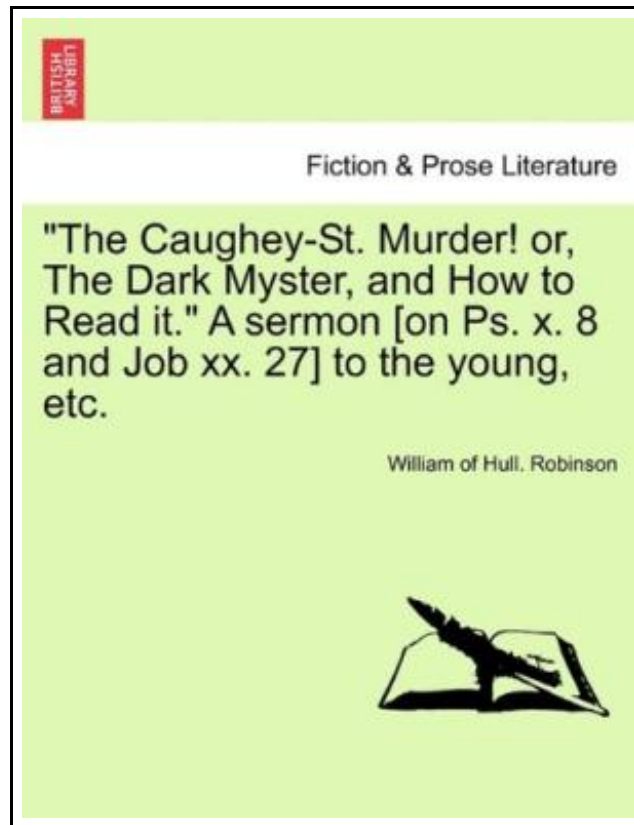 BRITISH
LIBRARY
Fiction & Prose Literature
"The Caughey-St. Murder! or,
The Dark Myster, and How to
Read it." A sermon [on Ps. x. 8
and Job xx. 27] to the young,
etc.
William of Hull. Robinson